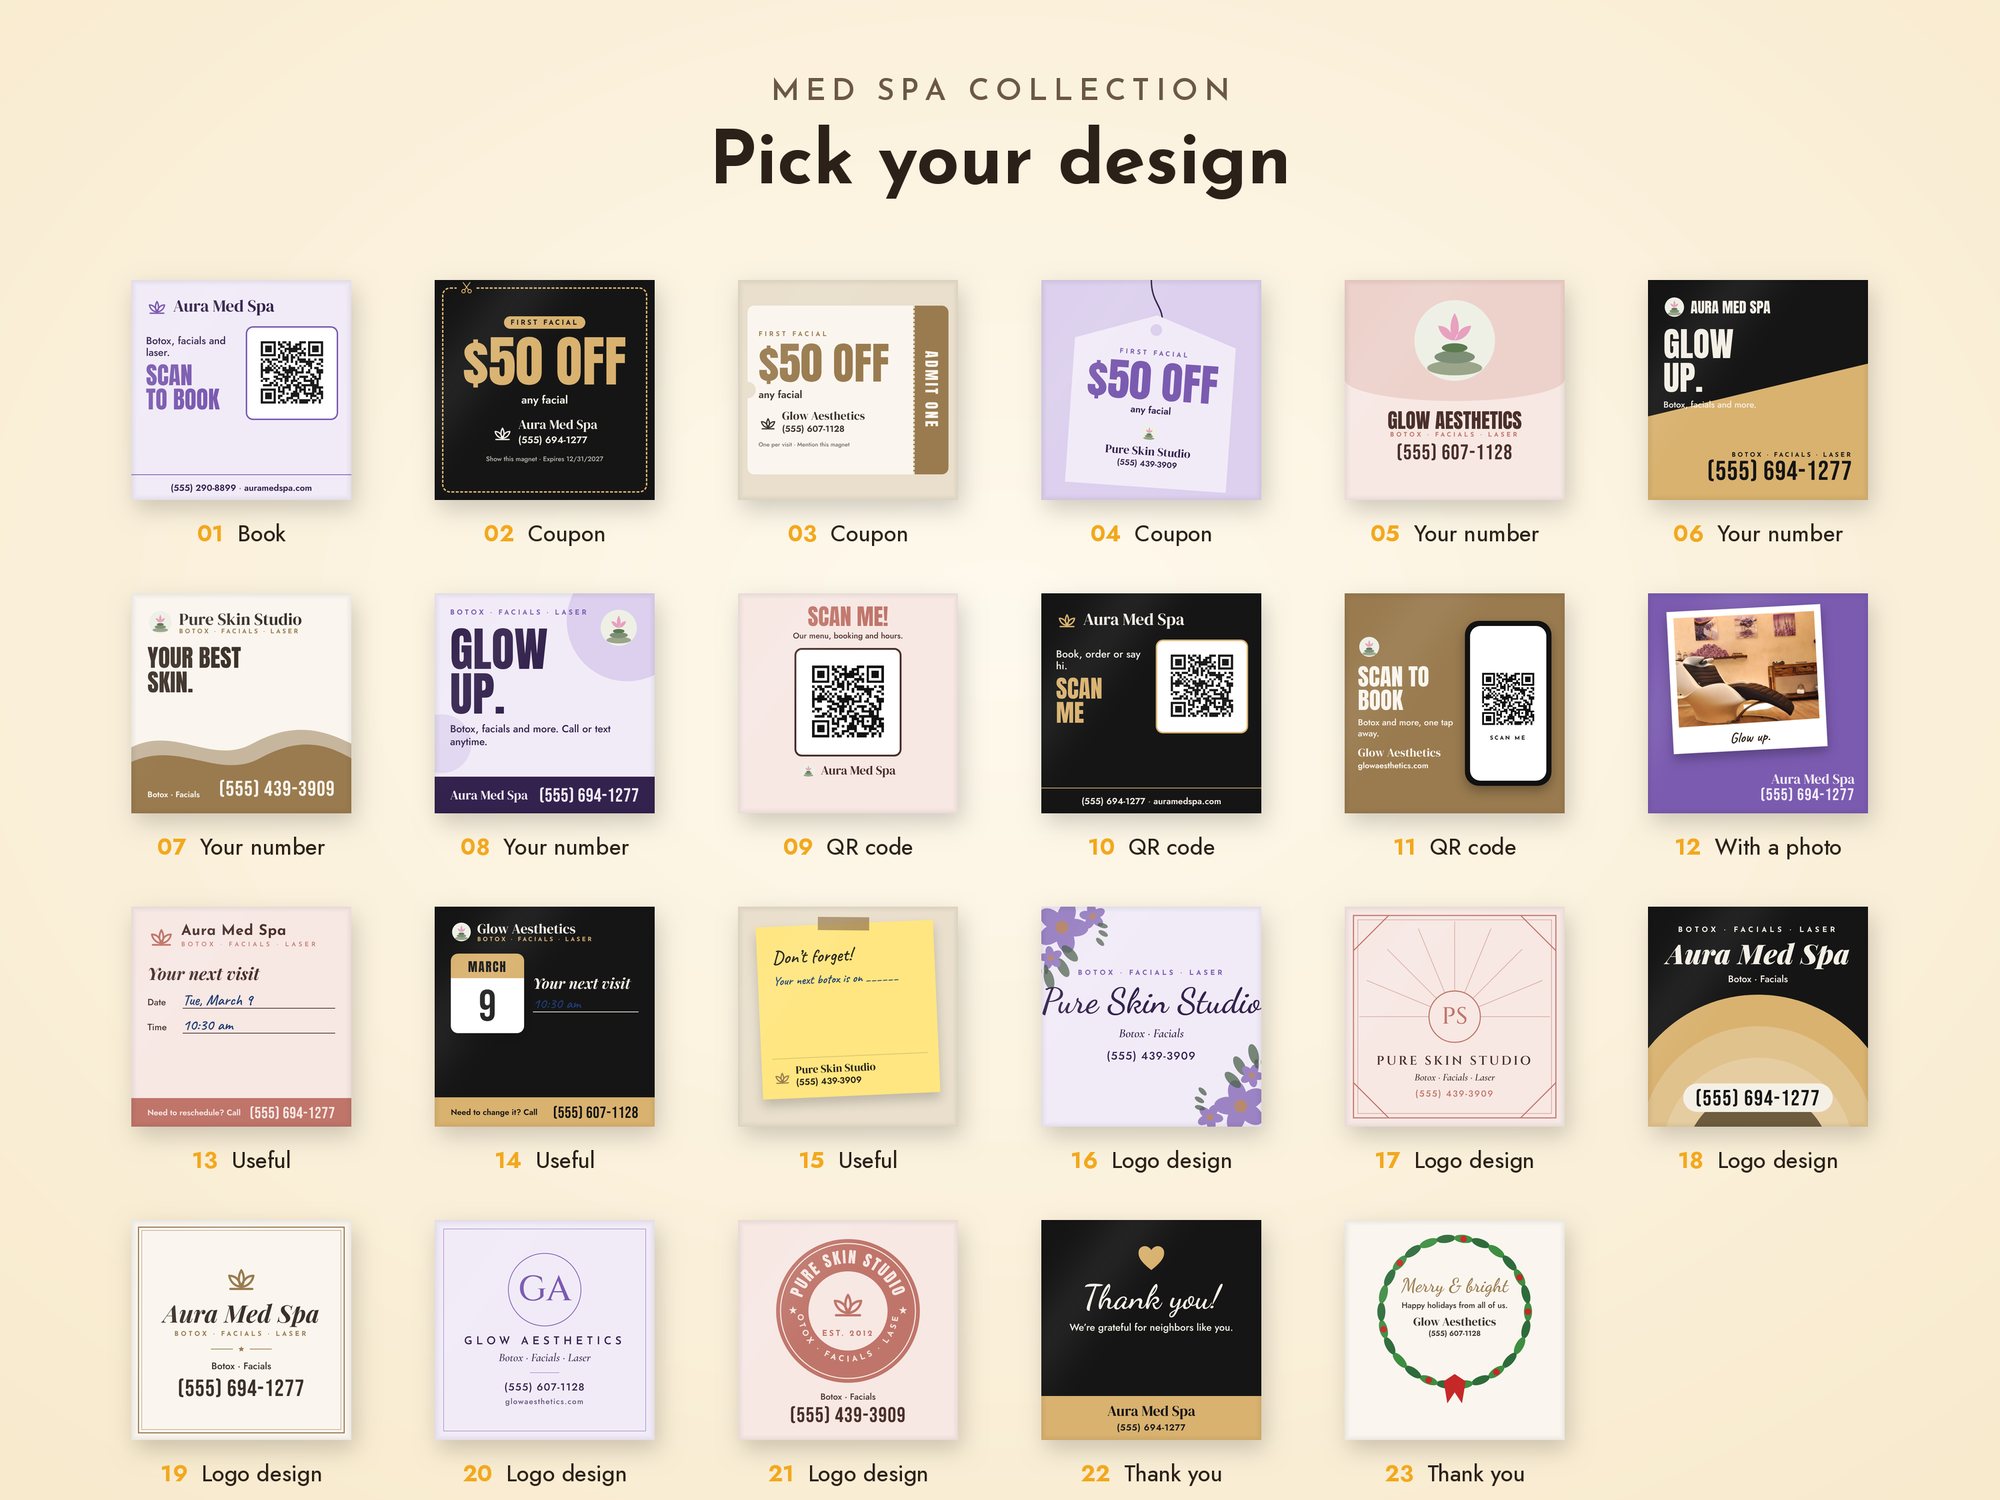 MED SPA COLLECTION
Pick your design
Aura Med Spa
Botox, facials and
laser.
SCAN
TO BOOK
(555) 290-8899 · auramedspa.com
01 Book
FIRST FACIAL
$50 OFF
any facial
Aura Med Spa
(555) 694-1277
Show this magnet · Expires 12/31/2027
02 Coupon
FIRST FACIAL
$50 OFF
any facial
Glow Aesthetics
(555) 607-1128
One per visit · Mention this magnet
ADMIT ONE
03 Coupon
FIRST FACIAL
$50 OFF
any facial
Pure Skin Studio
(555) 439-3909
04 Coupon
GLOW AESTHETICS
BOTOX · FACIALS · LASER
(555) 607-1128
05 Your number
AURA MED SPA
GLOW
UP.
Botox, facials and more.
BOTOX · FACIALS · LASER
(555) 694-1277
06 Your number
Pure Skin Studio
BOTOX · FACIALS · LASER
YOUR BEST
SKIN.
Botox · Facials
(555) 439-3909
07 Your number
BOTOX · FACIALS · LASER
GLOW
UP.
Botox, facials and more. Call or text
anytime.
Aura Med Spa (555) 694-1277
08 Your number
SCAN ME!
Our menu, booking and hours.
Aura Med Spa
09 QR code
Aura Med Spa
Book, order or say
hi.
SCAN
ME
(555) 694-1277 · auramedspa.com
10 QR code
SCAN TO
BOOK
Botox and more, one tap
away.
Glow Aesthetics
glowaesthetics.com
SCAN ME
11 QR code
Glow up.
Aura Med Spa
(555) 694-1277
12 With a photo
Aura Med Spa
BOTOX · FACIALS · LASER
Your next visit
Date Tue, March 9
Time 10:30 am
Need to reschedule? Call (555) 694-1277
13 Useful
Glow Aesthetics
BOTOX · FACIALS · LASER
MARCH
9
Your next visit
10:30 am
Need to change it? Call (555) 607-1128
14 Useful
Don't forget!
Your next botox is on ______
Pure Skin Studio
(555) 439-3909
15 Useful
BOTOX · FACIALS · LASER
Pure Skin Studio
Botox · Facials
(555) 439-3909
16 Logo design
PS
PURE SKIN STUDIO
Botox · Facials · Laser
(555) 439-3909
17 Logo design
BOTOX · FACIALS · LASER
Aura Med Spa
Botox · Facials
(555) 694-1277
18 Logo design
Aura Med Spa
BOTOX · FACIALS · LASER
Botox · Facials
(555) 694-1277
19 Logo design
GA
GLOW AESTHETICS
Botox · Facials · Laser
(555) 607-1128
glowaesthetics.com
20 Logo design
PURE SKIN STUDIO
EST. 2012
OTOX · FACIALS · LASE
Botox · Facials
(555) 439-3909
21 Logo design
Thank you!
We're grateful for neighbors like you.
Aura Med Spa
(555) 694-1277
22 Thank you
Merry & bright
Happy holidays from all of us.
Glow Aesthetics
(555) 607-1128
23 Thank you